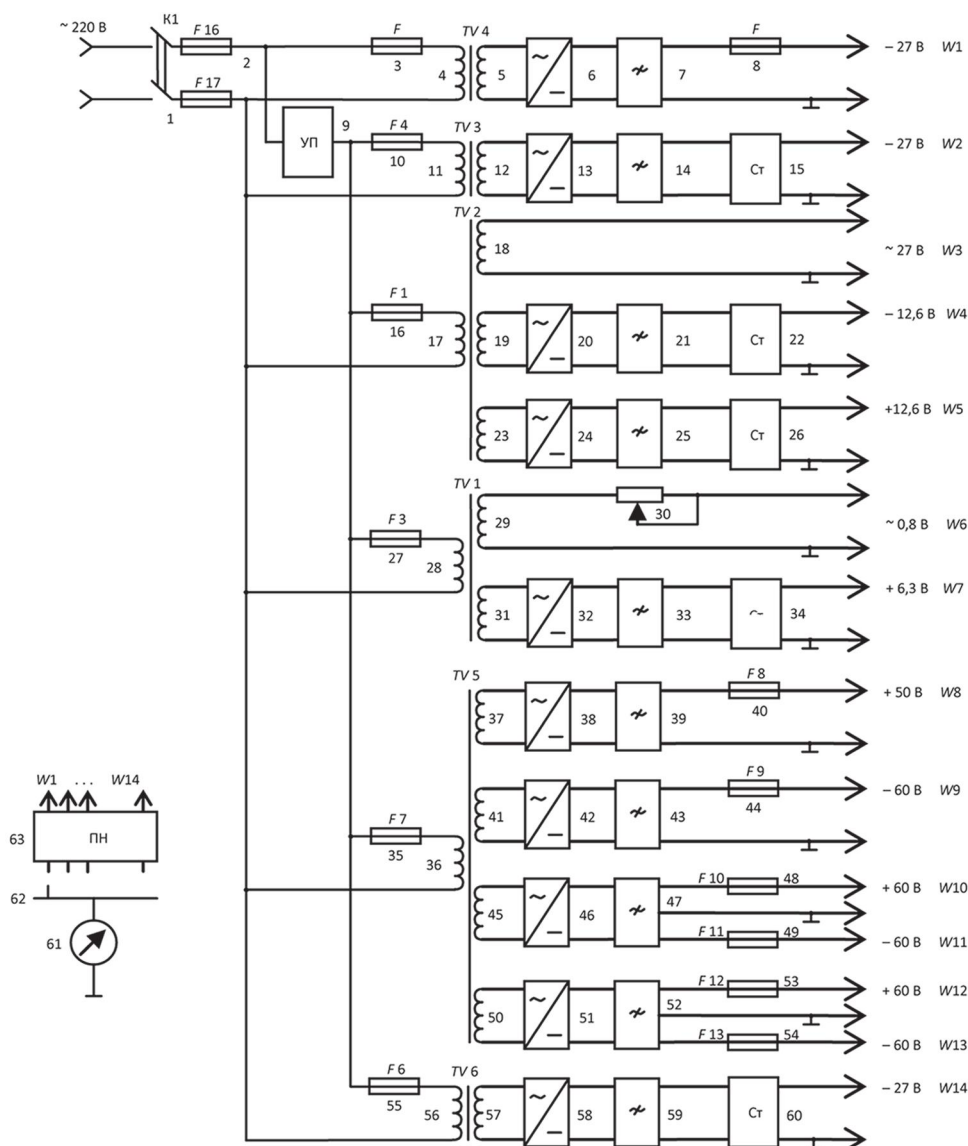 ~ 220 В
К1
F 16
2
F 17
1
F
3
TV 4
4
5
6
7
F
8
– 27 В W1
УП
9
F 4
10
TV 3
11
12
13
14
Ст
15
– 27 В W2
TV 2
18
~ 27 В W3
F 1
16
17
19
20
21
Ст
22
– 12,6 В W4
23
24
25
Ст
26
+12,6 В W5
TV 1
29
30
~ 0,8 В W6
F 3
27
28
31
32
33
~
34
+ 6,3 В W7
TV 5
37
38
39
F 8
40
+ 50 В W8
41
42
43
F 9
44
– 60 В W9
F 7
35
36
45
46
47
F 10
48
+ 60 В W10
F 11
49
– 60 В W11
50
51
52
F 12
53
+ 60 В W12
F 13
54
– 60 В W13
F 6
55
TV 6
56
57
58
59
Ст
60
– 27 В W14
W1 . . . W14
63
ПН
62
61